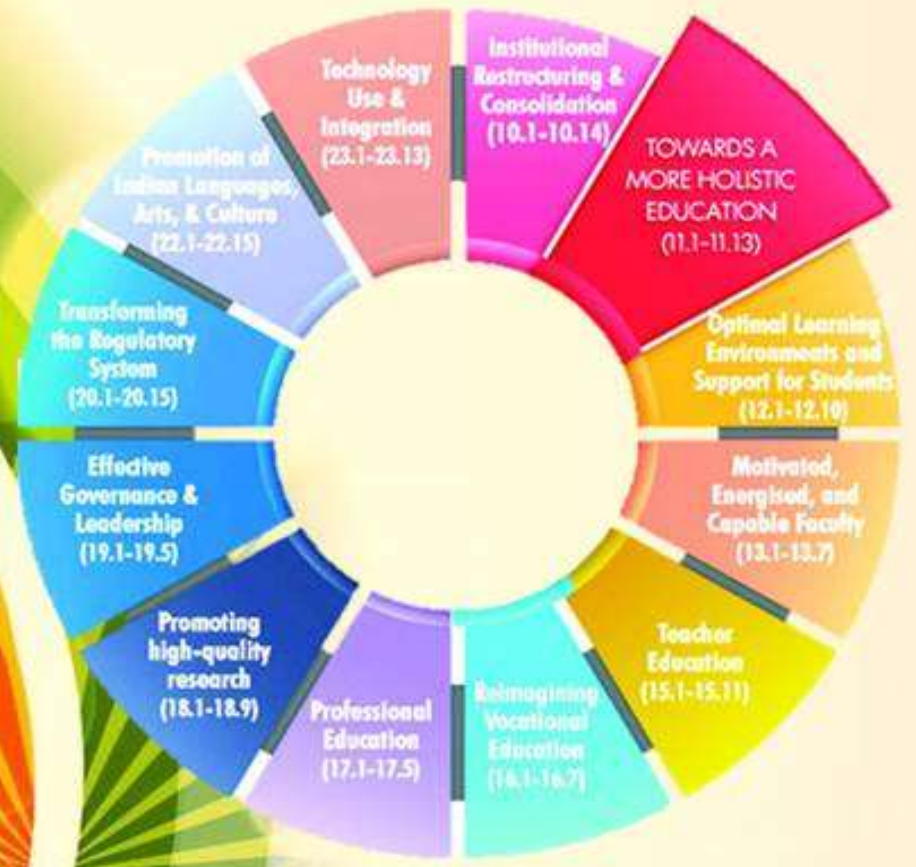 Institutional
Restructuring &
Consolidation
(10.1-10.14)
TOWARDS A
MORE HOLISTIC
EDUCATION
(11.1-11.13)
Optimal Learning
Environments and
Support for Students
(12.1-12.10)
Motivated,
Energised, and
Capable Faculty
(13.1-13.7)
Teacher
Education
(15.1-15.11)
Reimagining
Vocational
Education
(16.1-16.7)
Professional
Education
(17.1-17.5)
Promoting
high-quality
research
(18.1-18.9)
Effective
Governance &
Leadership
(19.1-19.5)
Transforming
the Regulatory
System
(20.1-20.15)
Promotion of
Indian Languages,
Arts, & Culture
(22.1-22.15)
Technology
Use &
Integration
(23.1-23.13)